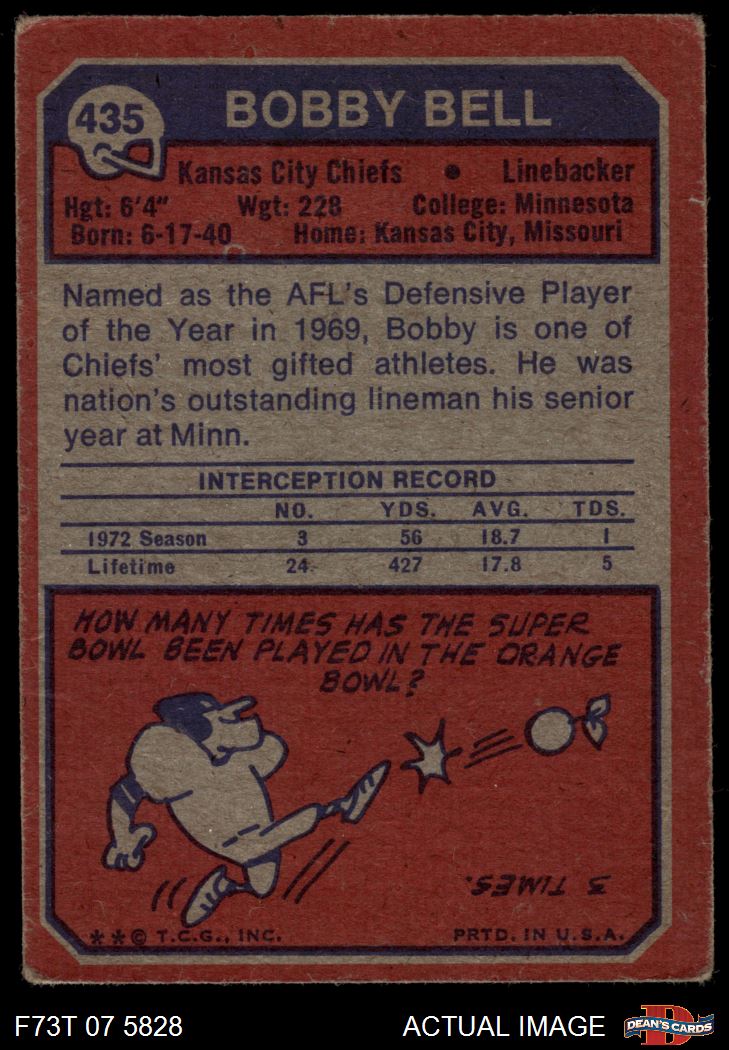 435
BOBBY BELL
Kansas City Chiefs • Linebacker
Hgt: 6'4" Wgt: 228 College: Minnesota
Born: 6-17-40 Home: Kansas City, Missouri
Named as the AFL's Defensive Player
of the Year in 1969, Bobby is one of
Chiefs' most gifted athletes. He was
nation's outstanding lineman his senior
year at Minn.
INTERCEPTION RECORD
NO. YDS. AVG. TDS.
1972 Season 3 56 18.7 1
Lifetime 24 427 17.8 5
HOW MANY TIMES HAS THE SUPER
BOWL BEEN PLAYED IN THE ORANGE
BOWL?
3 TIMES.
**© T.C.G., INC. PRTD. IN U.S.A.
F73T 07 5828 ACTUAL IMAGE D DEAN'S CARDS